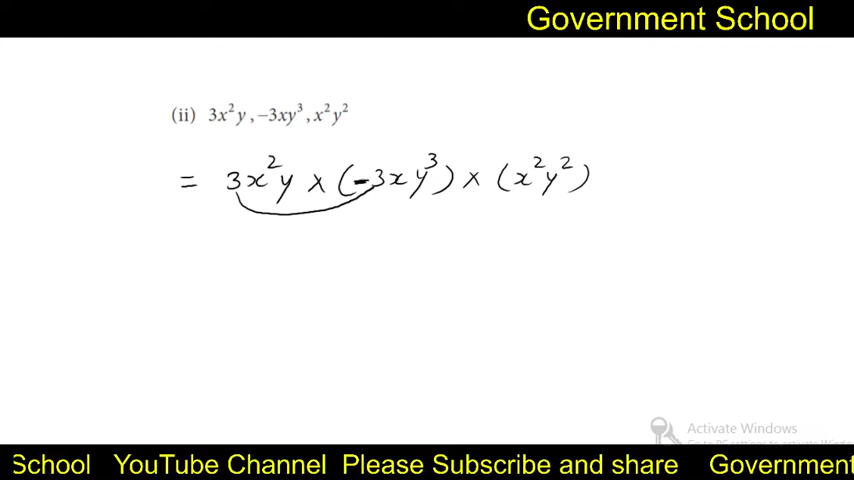 Government School
(ii) 3x²y, −3xy³, x²y²
= 3x²y × (−3xy³) × (x²y²)
Activate Windows
School YouTube Channel Please Subscribe and share Government